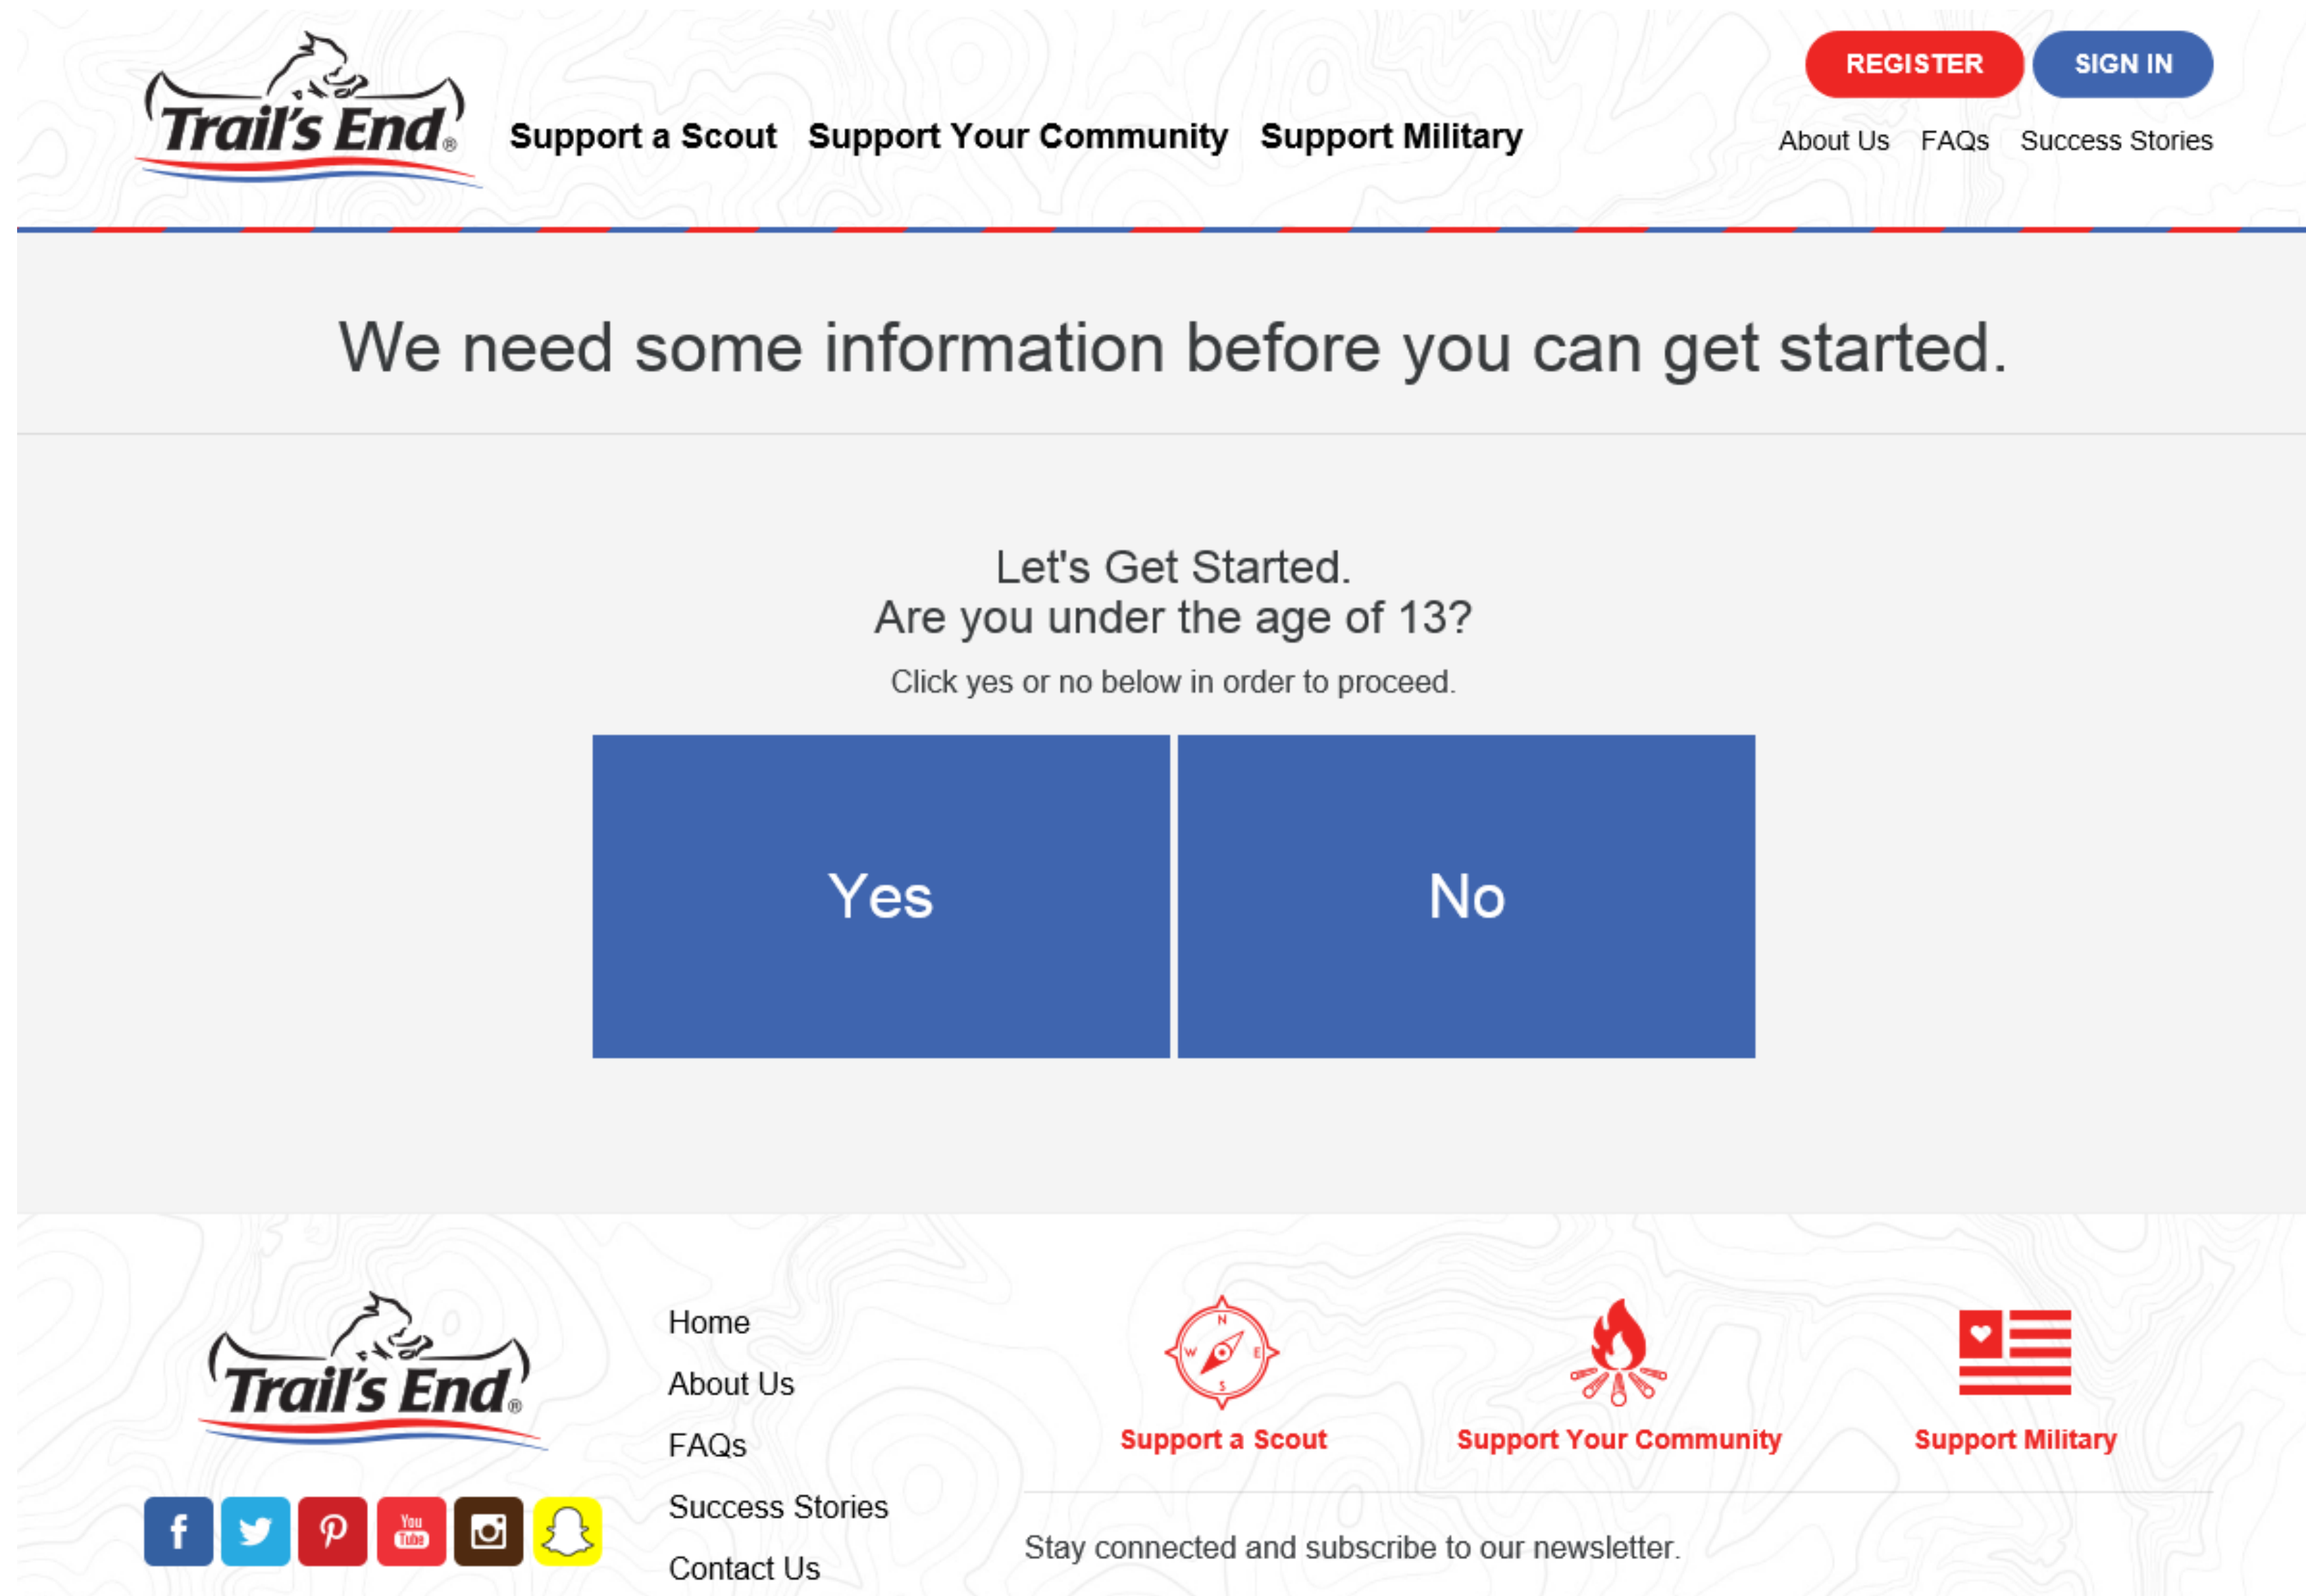 REGISTER SIGN IN
Trail's End®
Support a Scout Support Your Community Support Military
About Us FAQs Success Stories
We need some information before you can get started.
Let's Get Started.
Are you under the age of 13?
Click yes or no below in order to proceed.
Yes No
Trail's End®
Home
About Us
FAQs
Success Stories
Contact Us
N
W E
S
Support a Scout Support Your Community Support Military
f You Tube
Stay connected and subscribe to our newsletter.